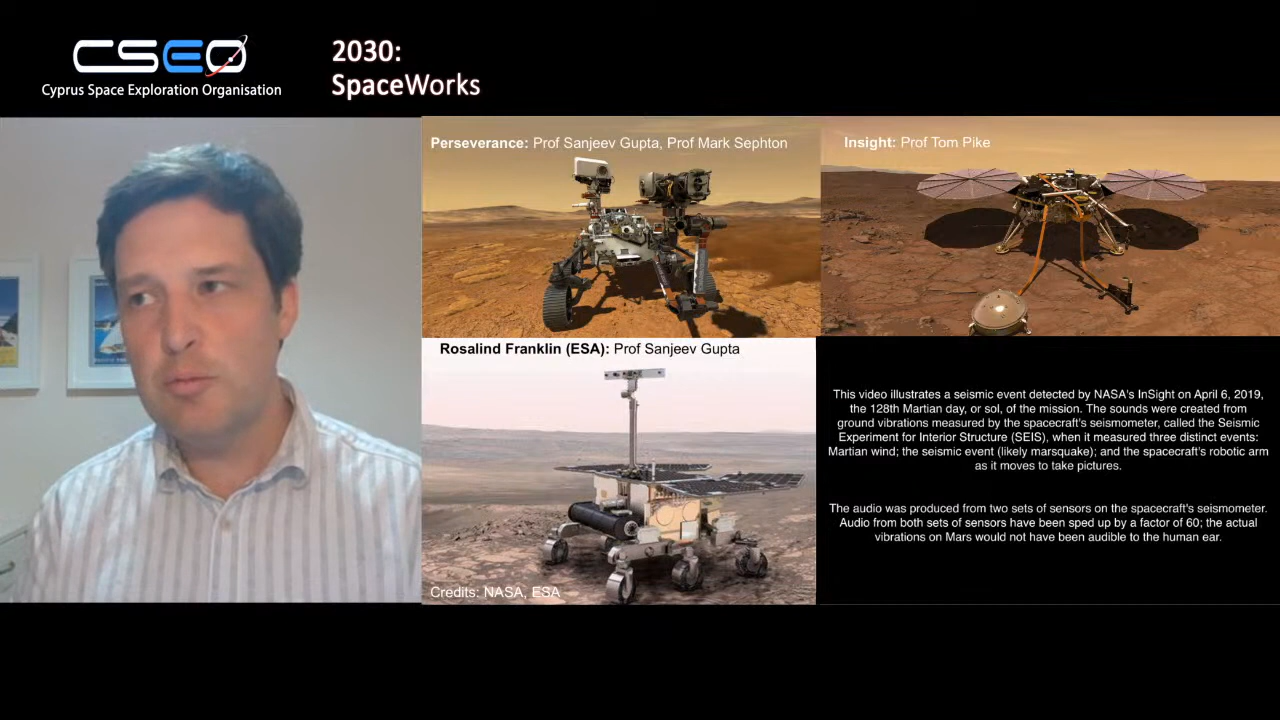 CSEO
Cyprus Space Exploration Organisation
2030:
SpaceWorks
Perseverance: Prof Sanjeev Gupta, Prof Mark Sephton
Insight: Prof Tom Pike
Rosalind Franklin (ESA): Prof Sanjeev Gupta
Credits: NASA, ESA
This video illustrates a seismic event detected by NASA's InSight on April 6, 2019,
the 128th Martian day, or sol, of the mission. The sounds were created from
ground vibrations measured by the spacecraft's seismometer, called the Seismic
Experiment for Interior Structure (SEIS), when it measured three distinct events:
Martian wind; the seismic event (likely marsquake); and the spacecraft's robotic arm
as it moves to take pictures.
The audio was produced from two sets of sensors on the spacecraft's seismometer.
Audio from both sets of sensors have been sped up by a factor of 60; the actual
vibrations on Mars would not have been audible to the human ear.